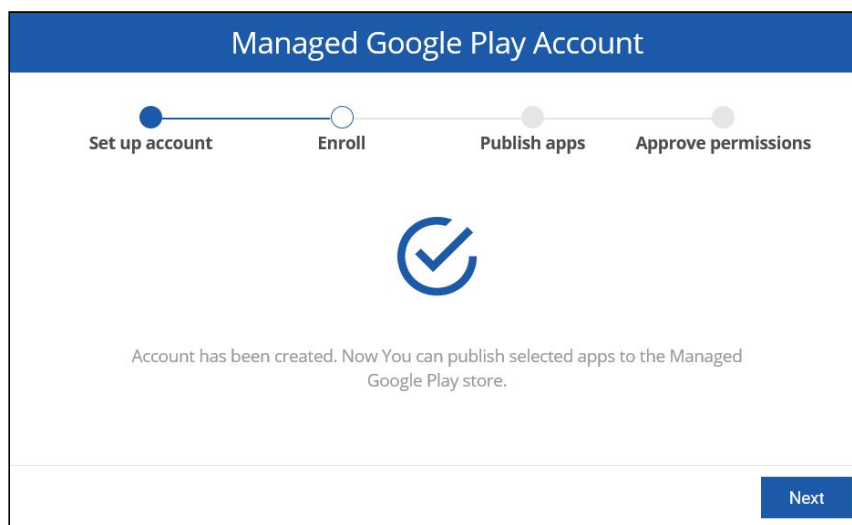 Managed Google Play Account
Set up account
Enroll
Publish apps
Approve permissions
Account has been created. Now You can publish selected apps to the Managed
Google Play store.
Next